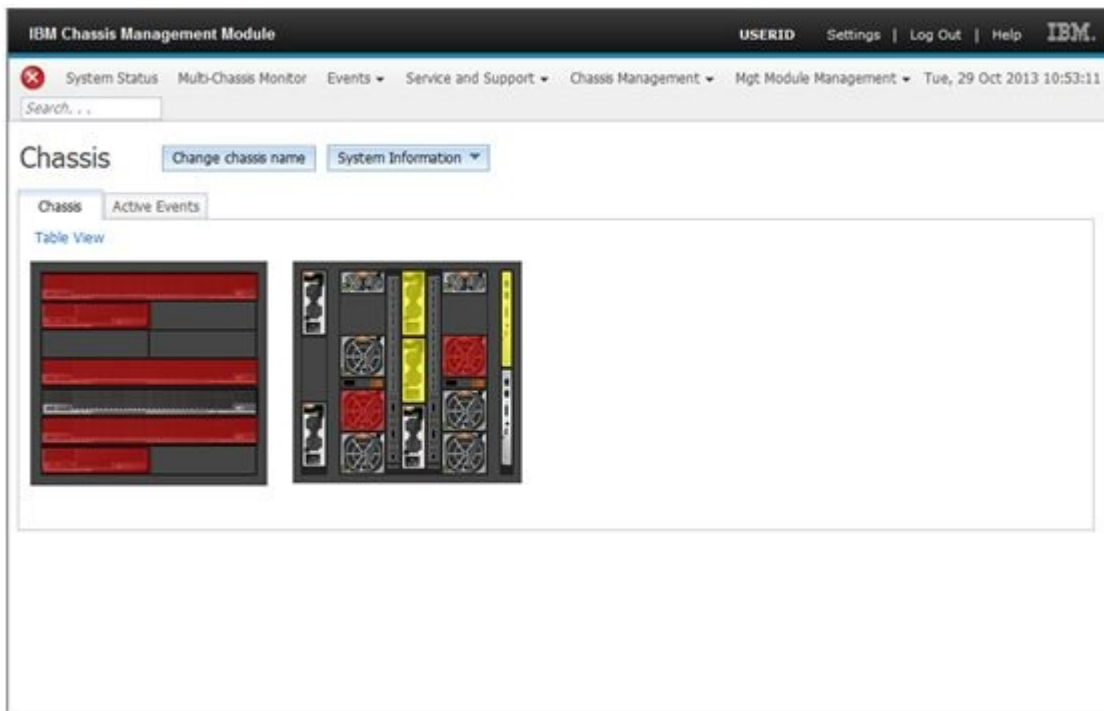 IBM Chassis Management Module
USERID Settings | Log Out | Help IBM.
System Status Multi-Chassis Monitor Events Service and Support Chassis Management Mgt Module Management Tue, 29 Oct 2013 10:53:11
Search. . .
Chassis Change chassis name System Information
Chassis Active Events
Table View